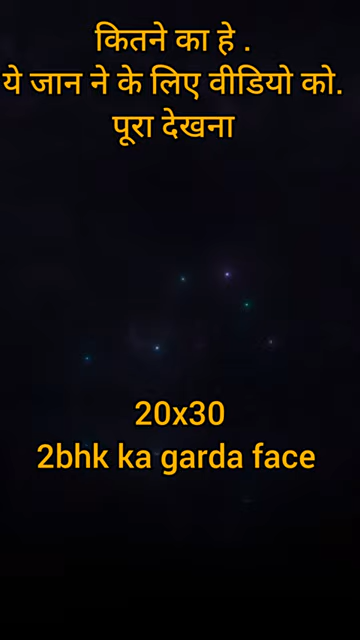 कितने का हे .
ये जान ने के लिए वीडियो को.
पूरा देखना
20x30
2bhk ka garda face